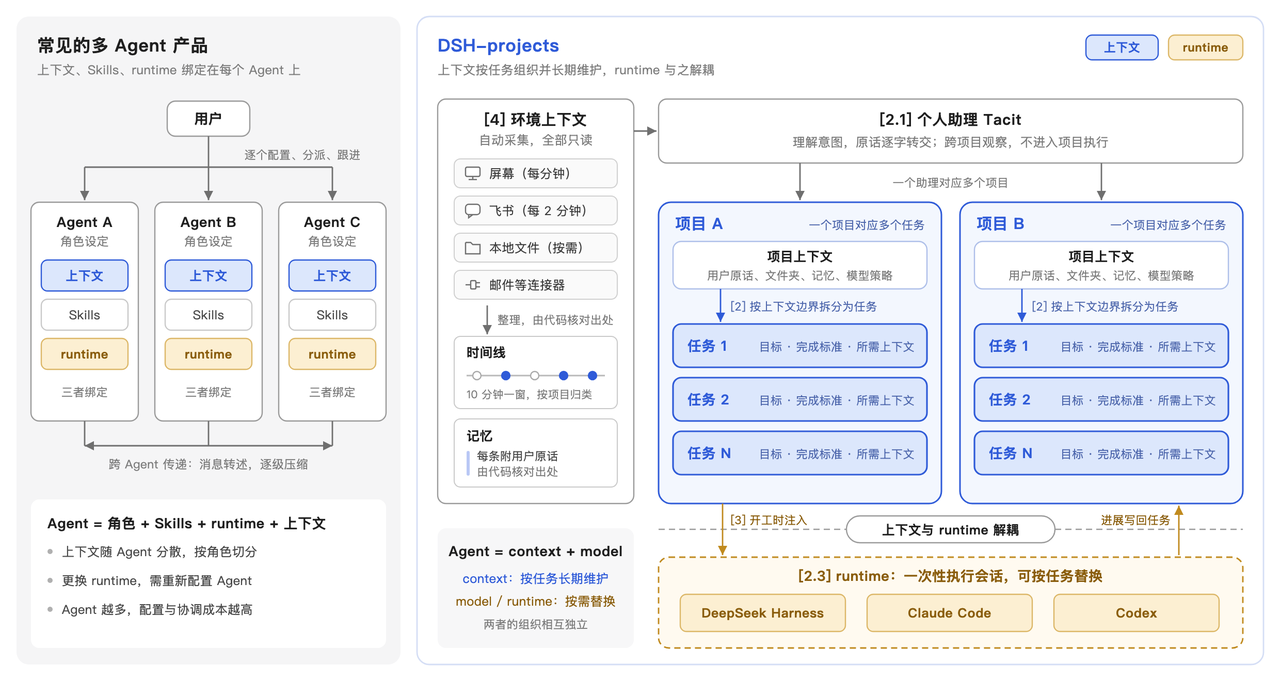 常见的多 Agent 产品
上下文、Skills、runtime 绑定在每个 Agent 上
用户
逐个配置、分派、跟进
Agent A
角色设定
上下文
Skills
runtime
三者绑定
Agent B
角色设定
上下文
Skills
runtime
三者绑定
Agent C
角色设定
上下文
Skills
runtime
三者绑定
跨 Agent 传递：消息转述，逐级压缩
Agent = 角色 + Skills + runtime + 上下文
上下文随 Agent 分散，按角色切分
更换 runtime，需重新配置 Agent
Agent 越多，配置与协调成本越高
DSH-projects
上下文按任务组织并长期维护，runtime 与之解耦
上下文
runtime
[4] 环境上下文
自动采集，全部只读
屏幕（每分钟）
飞书（每 2 分钟）
本地文件（按需）
邮件等连接器
整理，由代码核对出处
时间线
10 分钟一窗，按项目归类
记忆
每条附用户原话
由代码核对出处
Agent = context + model
context：按任务长期维护
model / runtime：按需替换
两者的组织相互独立
[2.1] 个人助理 Tacit
理解意图，原话逐字转交；跨项目观察，不进入项目执行
一个助理对应多个项目
项目 A
一个项目对应多个任务
项目上下文
用户原话、文件夹、记忆、模型策略
[2] 按上下文边界拆分为任务
任务 1
目标 · 完成标准 · 所需上下文
任务 2
目标 · 完成标准 · 所需上下文
任务 N
目标 · 完成标准 · 所需上下文
项目 B
一个项目对应多个任务
项目上下文
用户原话、文件夹、记忆、模型策略
[2] 按上下文边界拆分为任务
任务 1
目标 · 完成标准 · 所需上下文
任务 2
目标 · 完成标准 · 所需上下文
任务 N
目标 · 完成标准 · 所需上下文
[3] 开工时注入
上下文与 runtime 解耦
进展写回任务
[2.3] runtime：一次性执行会话，可按任务替换
DeepSeek Harness
Claude Code
Codex